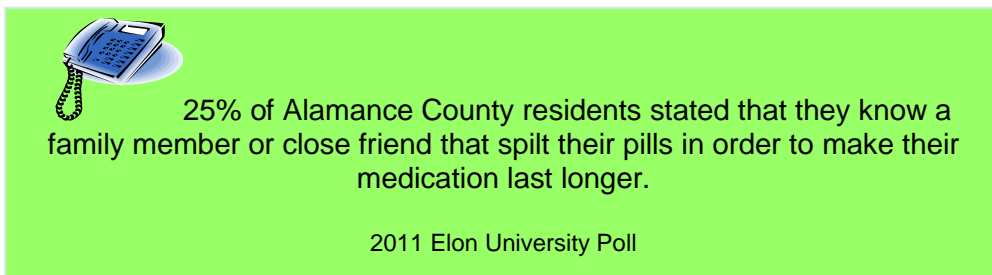 25% of Alamance County residents stated that they know a
family member or close friend that spilt their pills in order to make their
medication last longer.
2011 Elon University Poll